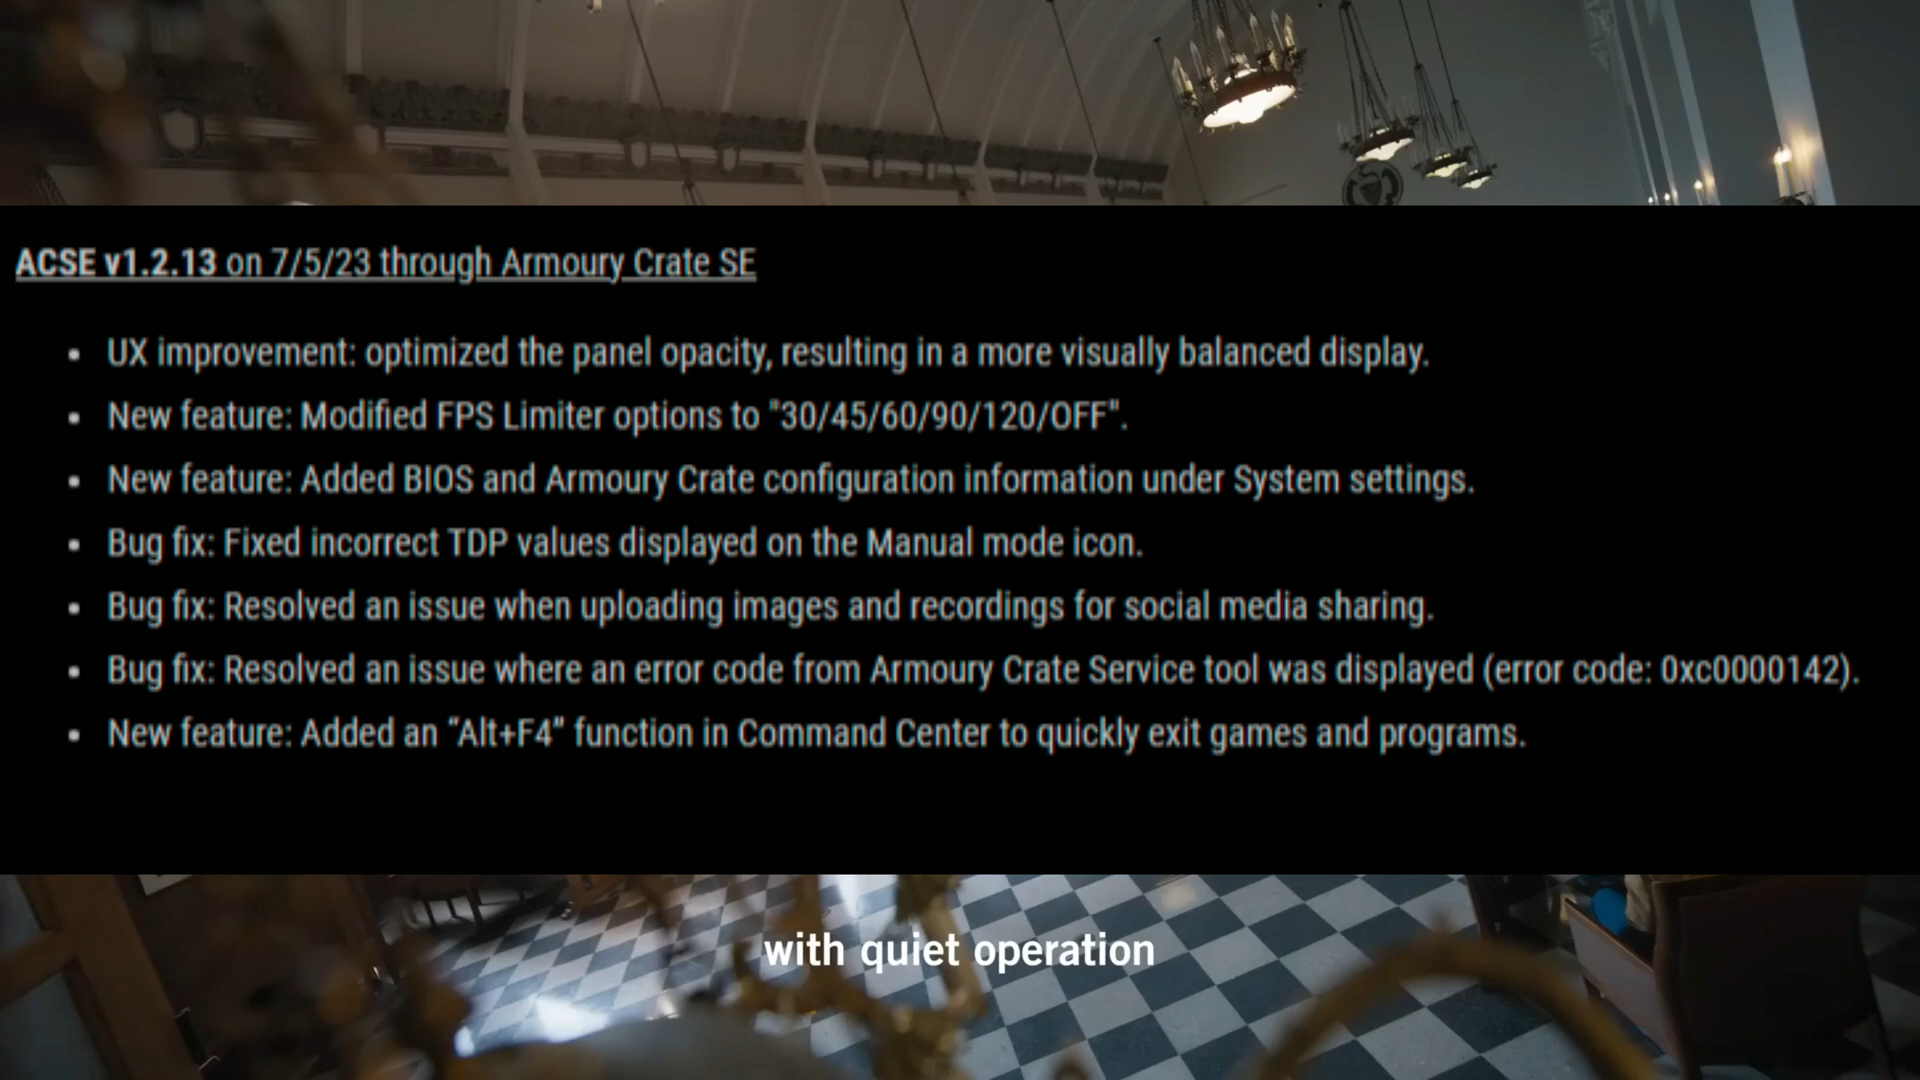 ACSE v1.2.13 on 7/5/23 through Armoury Crate SE
UX improvement: optimized the panel opacity, resulting in a more visually balanced display.
New feature: Modified FPS Limiter options to "30/45/60/90/120/OFF".
New feature: Added BIOS and Armoury Crate configuration information under System settings.
Bug fix: Fixed incorrect TDP values displayed on the Manual mode icon.
Bug fix: Resolved an issue when uploading images and recordings for social media sharing.
Bug fix: Resolved an issue where an error code from Armoury Crate Service tool was displayed (error code: 0xc0000142).
New feature: Added an “Alt+F4” function in Command Center to quickly exit games and programs.
with quiet operation